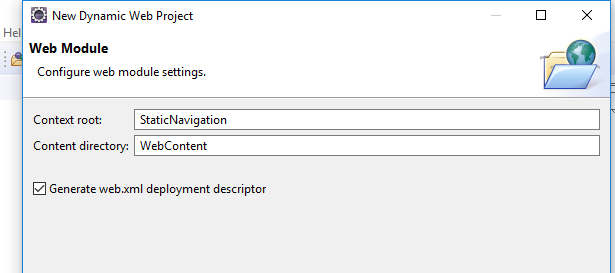 New Dynamic Web Project
Hel
Web Module
Configure web module settings.
Context root: StaticNavigation
Content directory: WebContent
Generate web.xml deployment descriptor